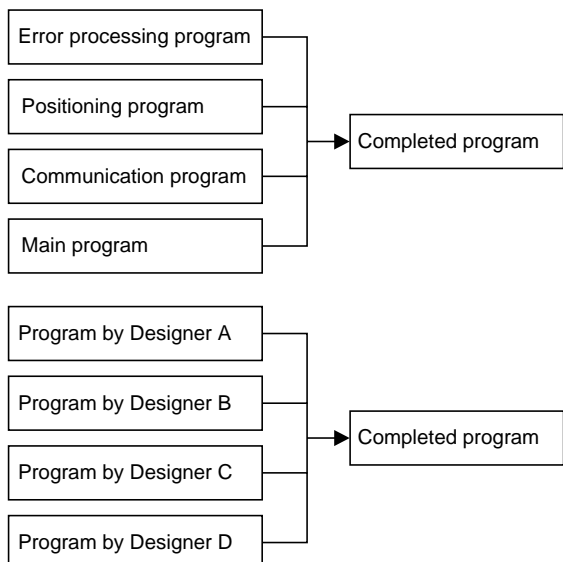 Error processing program
Positioning program
Completed program
Communication program
Main program
Program by Designer A
Program by Designer B
Completed program
Program by Designer C
Program by Designer D